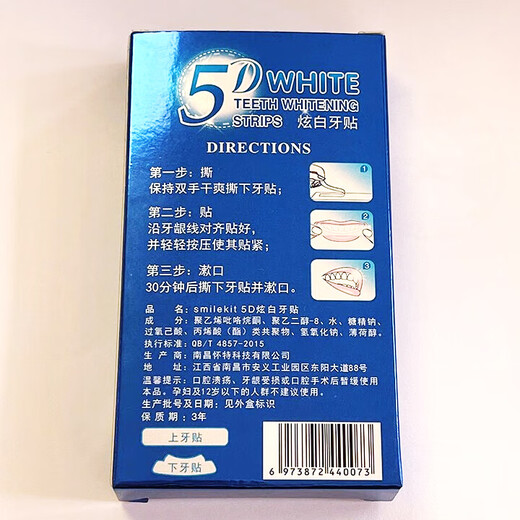 5D WHITE
TEETH WHITENING
STRIPS 炫白牙贴
DIRECTIONS
第一步：撕
保持双手干爽撕下牙贴；
1
第二步：贴
沿牙龈线对齐贴好，
并轻轻按压使其贴紧；
2
第三步：漱口
30分钟后撕下牙贴并漱口。
3
品 名：smilekit 5D炫白牙贴
成 分：聚乙烯吡咯烷酮、聚乙二醇-8、水、糖精钠、
过氧己酸、丙烯酸（酯）类共聚物、氢氧化钠、薄荷醇。
执行标准：QB/T 4857-2015
生产商：南昌怀特科技有限公司
地 址：江西省南昌市安义工业园区东阳大道88号
温馨提示：口腔溃疡、牙龈受损或口腔手术后暂缓使用
本品。孕妇及12岁以下的人群不建议使用。
生产批号及日期：见外盒标识
保质期：3年
上牙贴
下牙贴
6 973872 440073